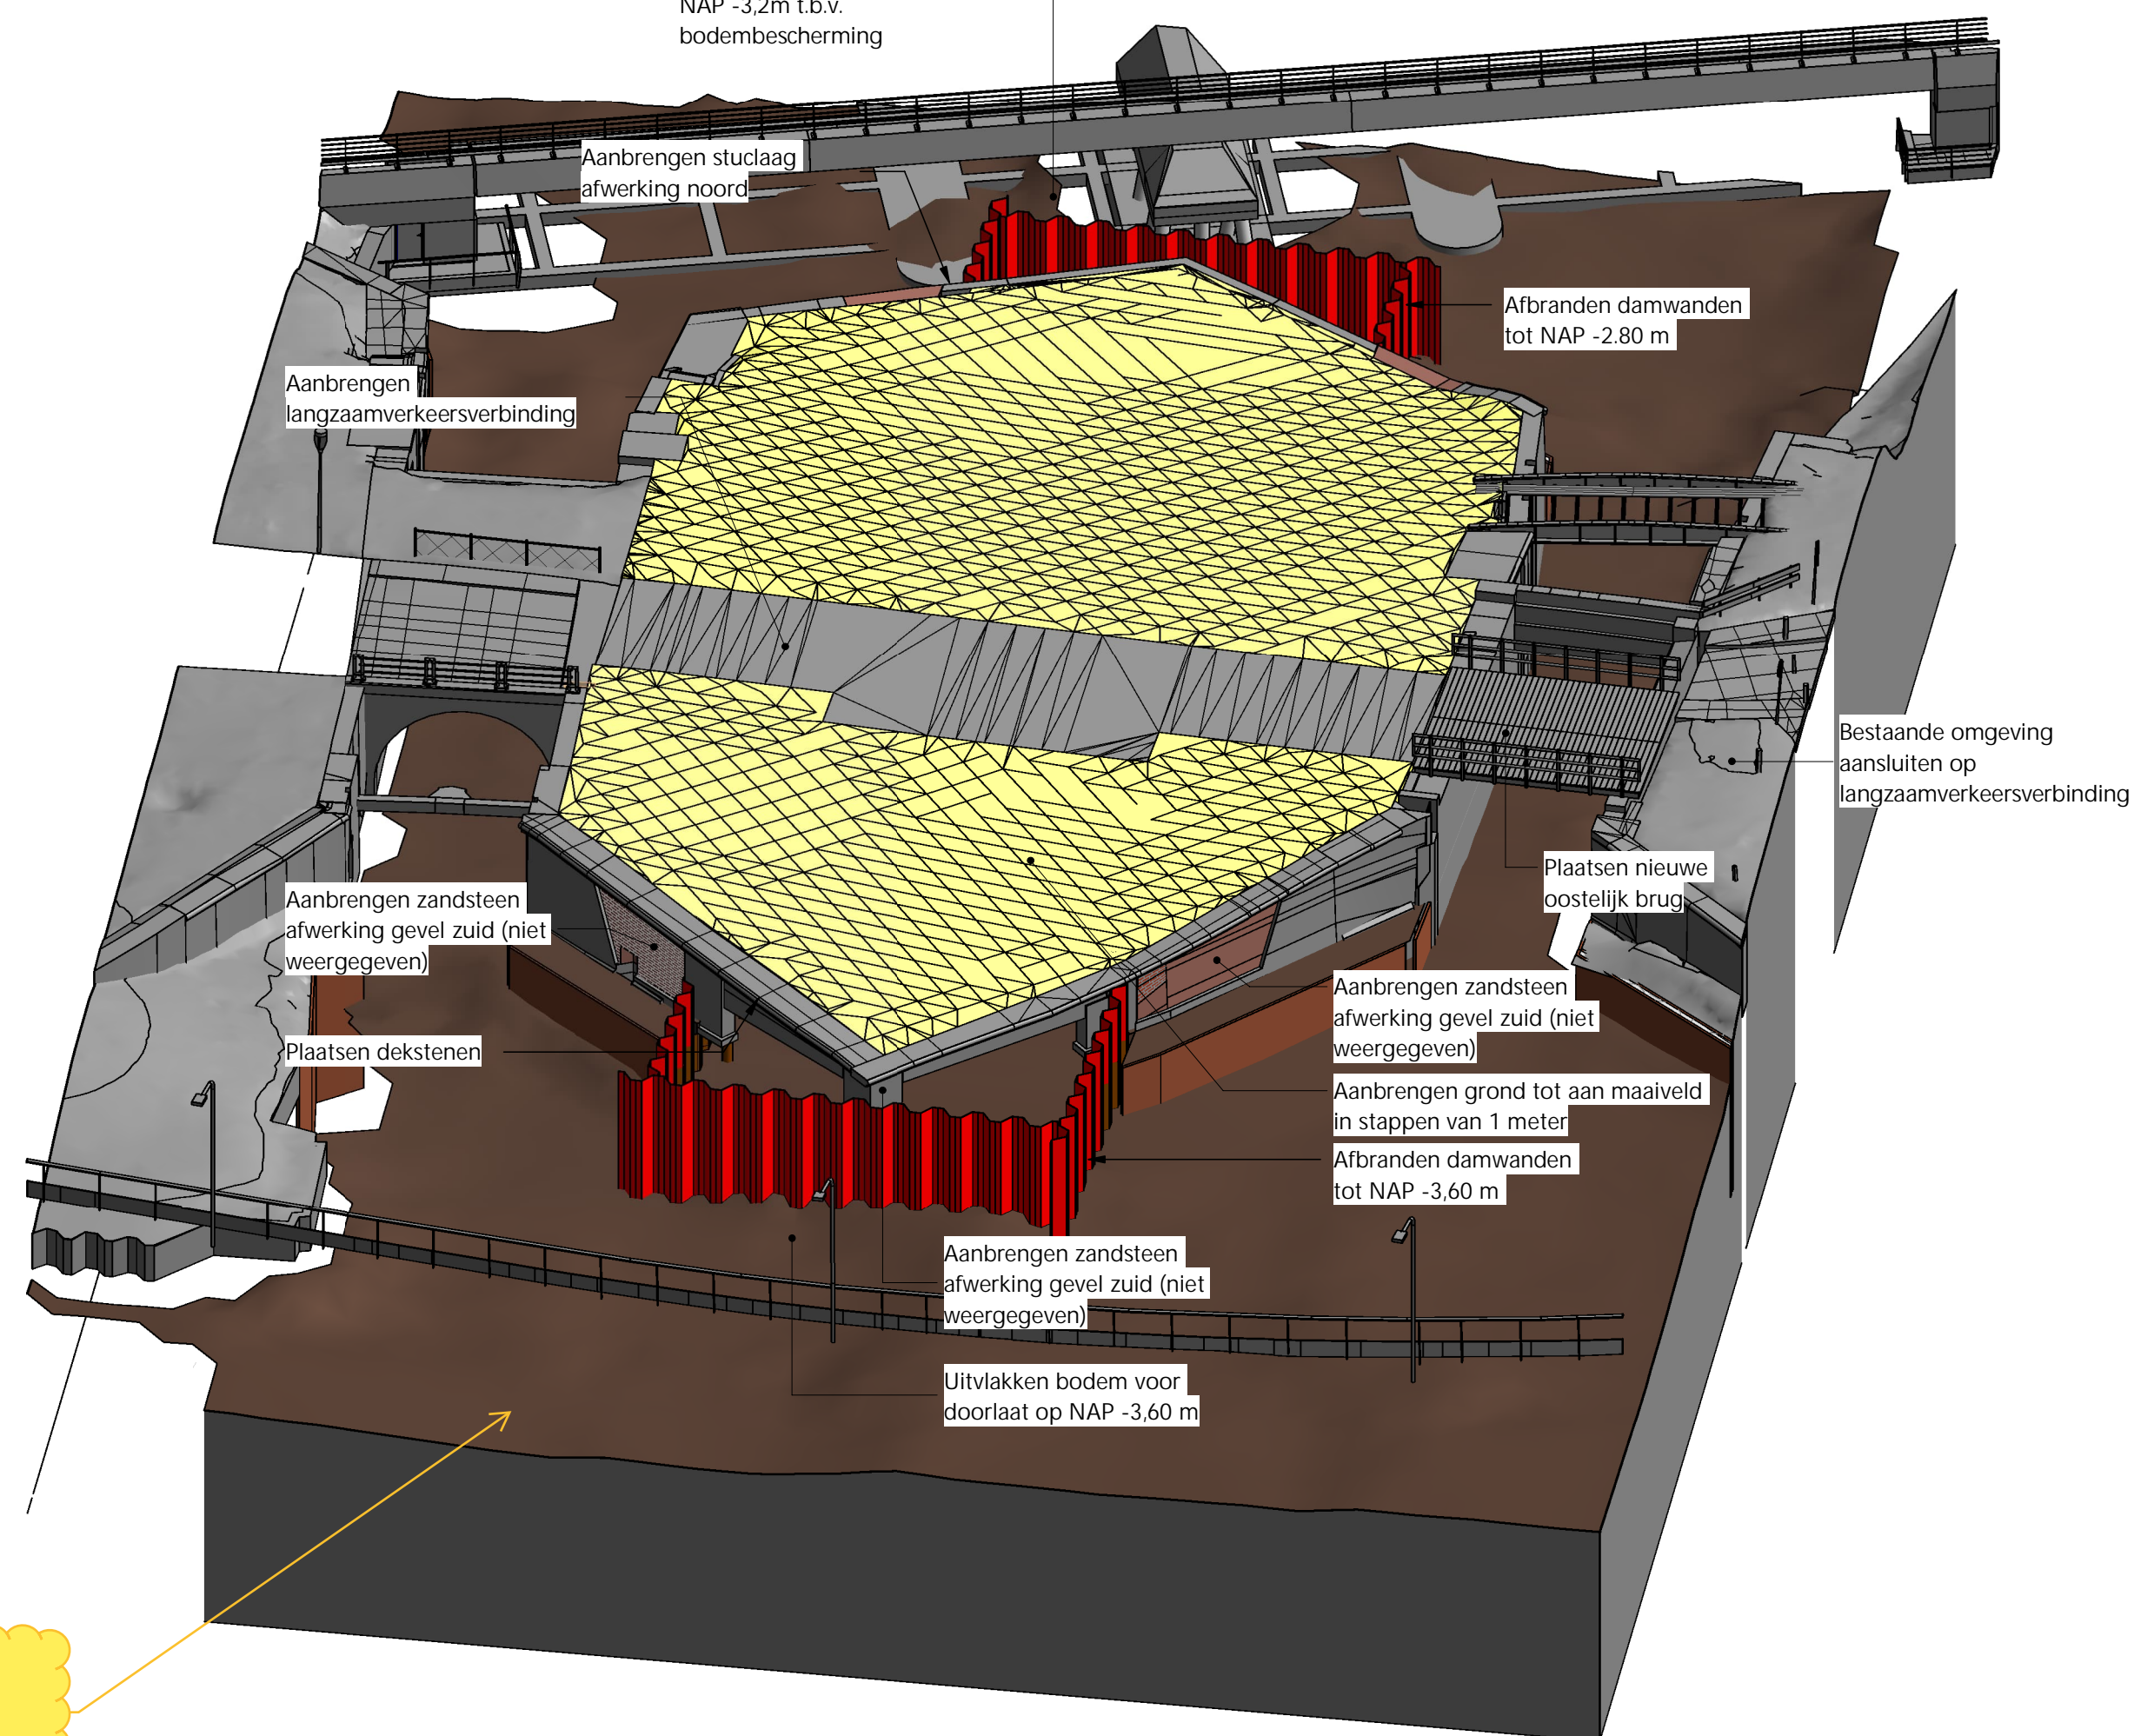 NAP -3,2m t.b.v.
bodembescherming
Aanbrengen stuclaag
afwerking noord
Afbranden damwanden
tot NAP -2.80 m
Aanbrengen
langzaamverkeersverbinding
Bestaande omgeving
aansluiten op
langzaamverkeersverbinding
Plaatsen nieuwe
oostelijk brug
Aanbrengen zandsteen
afwerking gevel zuid (niet
weergegeven)
Aanbrengen zandsteen
afwerking gevel zuid (niet
weergegeven)
Plaatsen dekstenen
Aanbrengen grond tot aan maaiveld
in stappen van 1 meter
Afbranden damwanden
tot NAP -3,60 m
Aanbrengen zandsteen
afwerking gevel zuid (niet
weergegeven)
Uitvlakken bodem voor
doorlaat op NAP -3,60 m